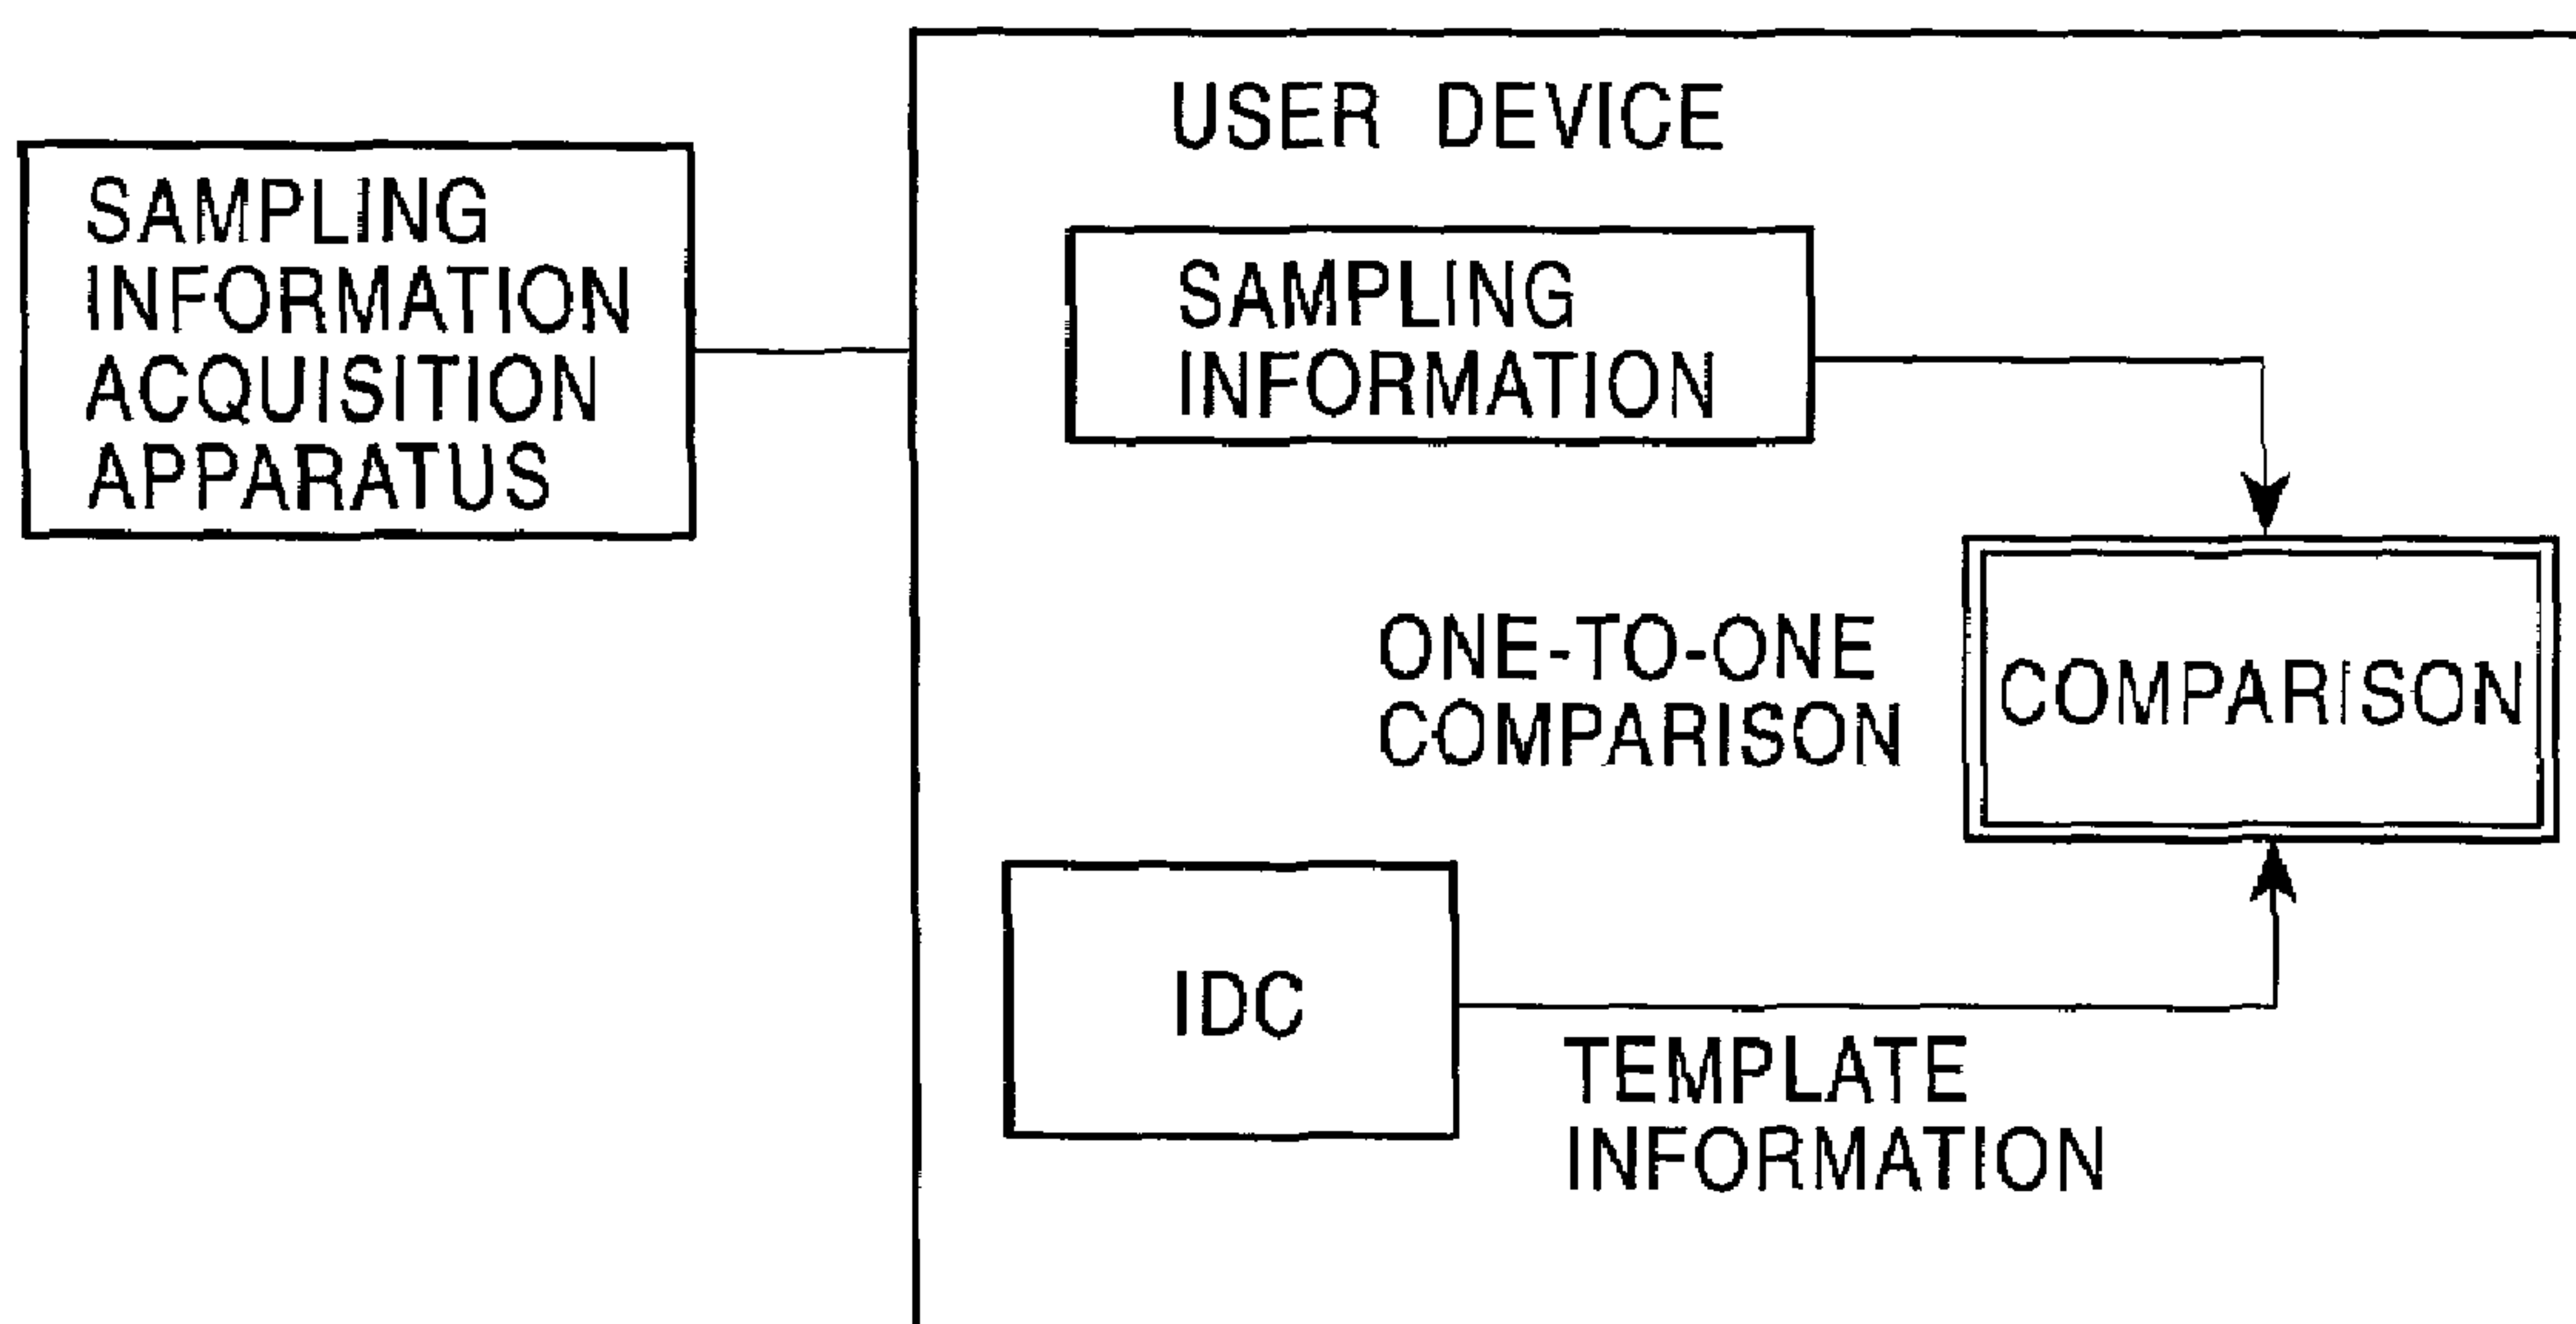 USER DEVICE
SAMPLING
INFORMATION
ACQUISITION
APPARATUS
SAMPLING
INFORMATION
ONE-TO-ONE
COMPARISON
COMPARISON
IDC
TEMPLATE
INFORMATION